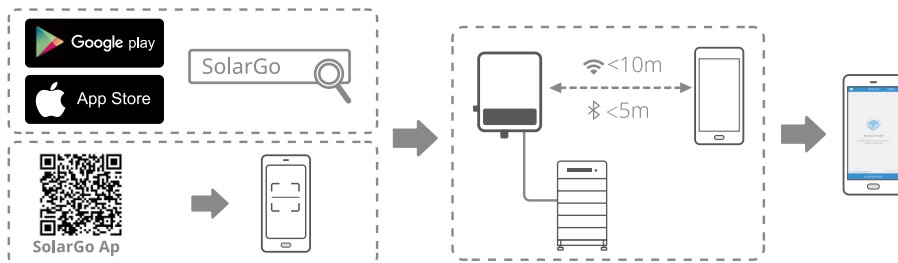 Google play
App Store
SolarGo
SolarGo Ap
<10m
<5m